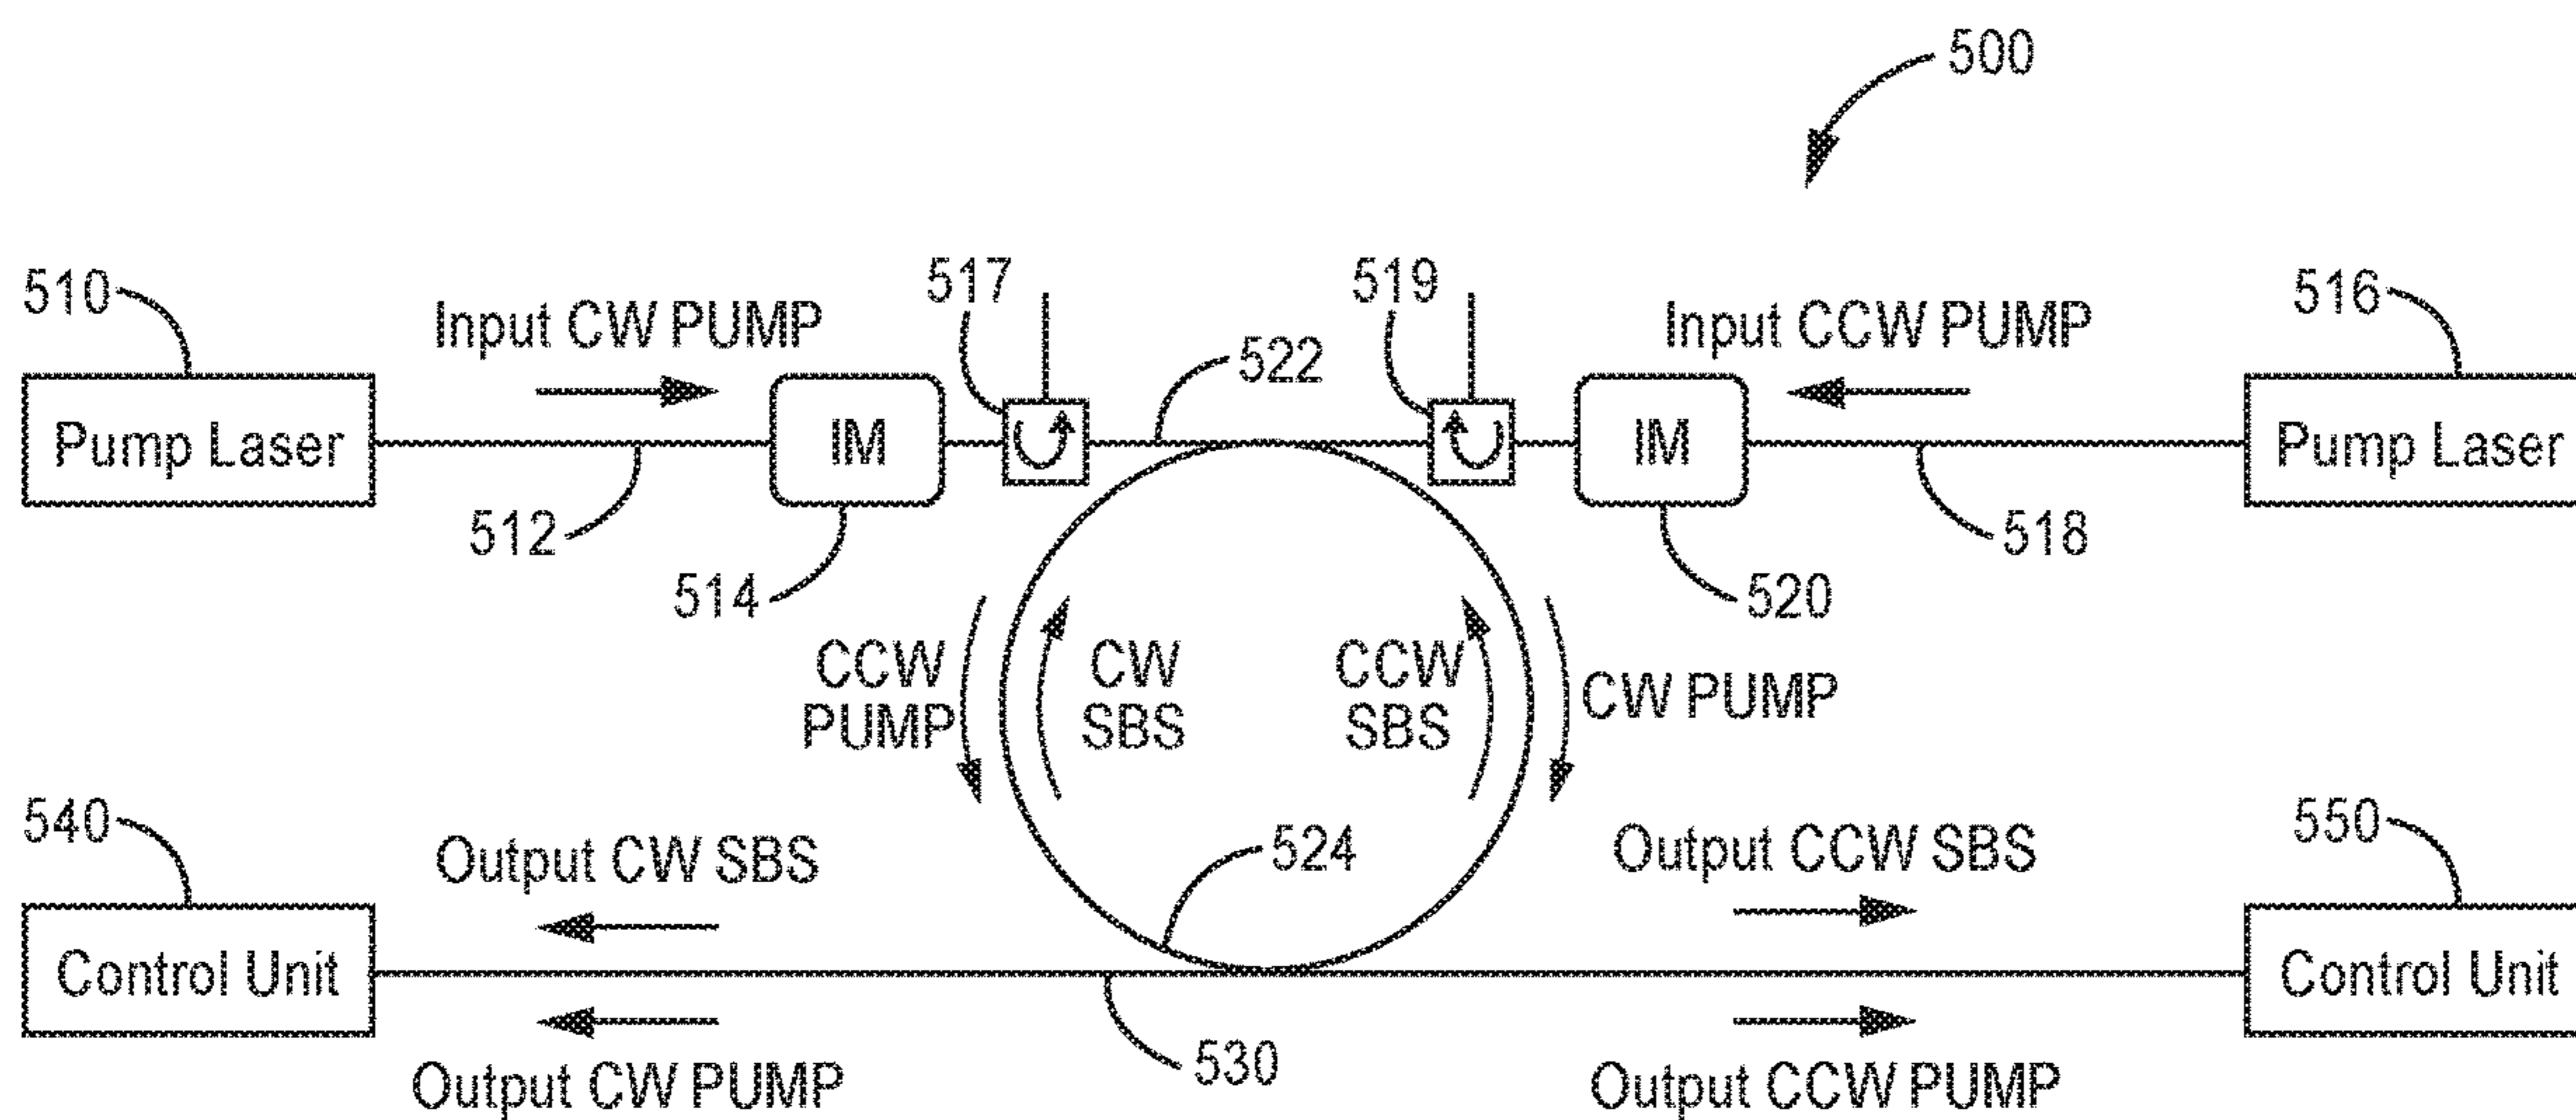 500
510
Input CW PUMP
517
519
Input CCW PUMP
516
522
Pump Laser
IM
IM
Pump Laser
512
514
520
518
CCW
PUMP
CW
SBS
CCW
SBS
CW PUMP
540
Output CW SBS
524
Output CCW SBS
550
Control Unit
Control Unit
530
Output CW PUMP
Output CCW PUMP